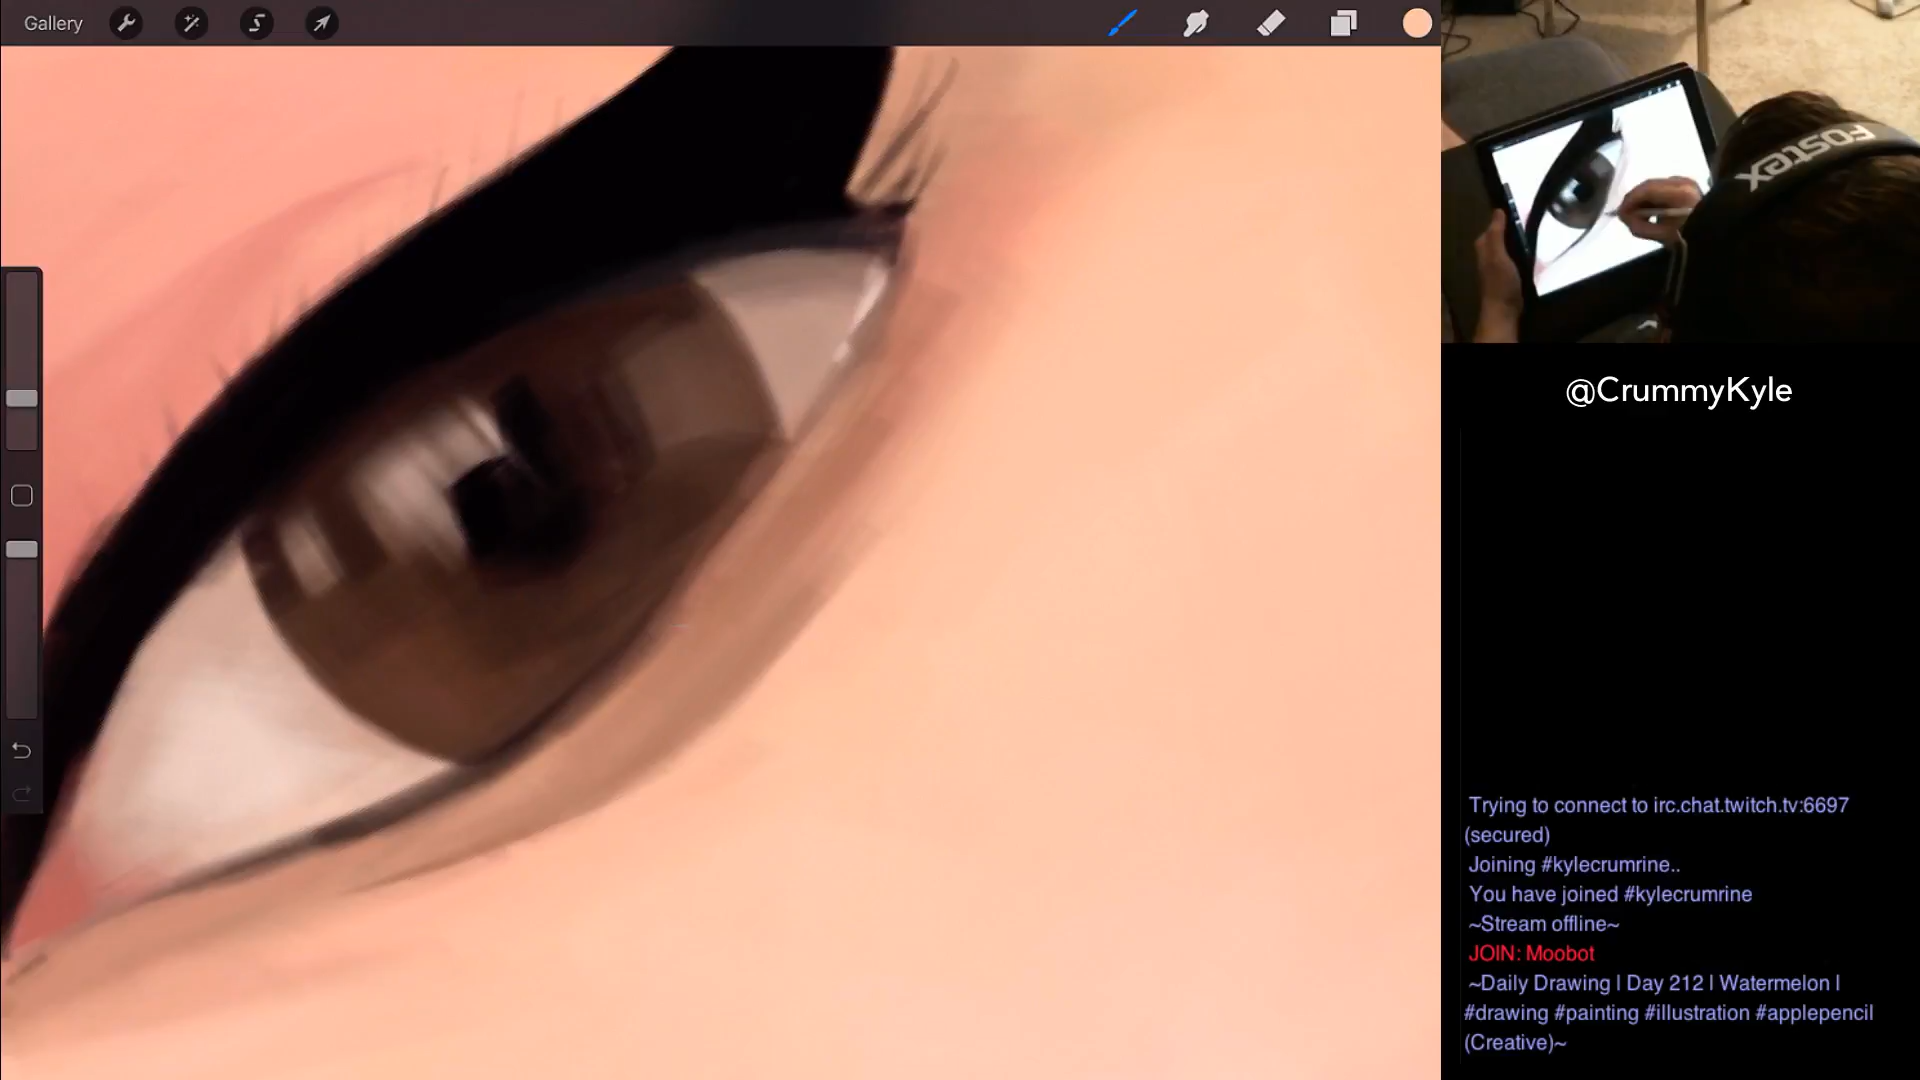 Gallery
Fostex
@CrummyKyle
Trying to connect to irc.chat.twitch.tv:6697
(secured)
Joining #kylecrumrine..
You have joined #kylecrumrine
~Stream offline~
JOIN: Moobot
~Daily Drawing | Day 212 | Watermelon |
#drawing #painting #illustration #applepencil
(Creative)~